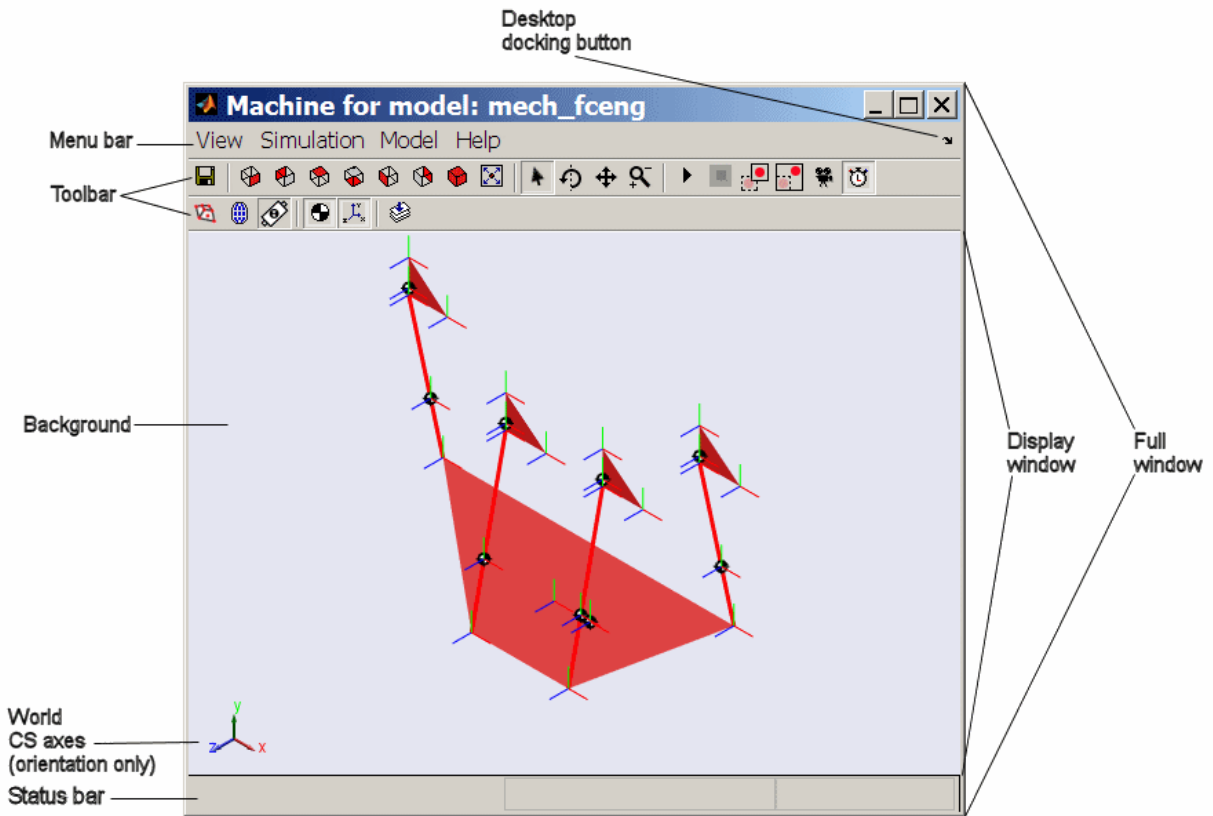 Desktop
docking button
Machine for model: mech_fceng
Menu bar
View Simulation Model Help
Toolbar
Background
Display
window
Full
window
World
CS axes
(orientation only)
y
z
x
Status bar